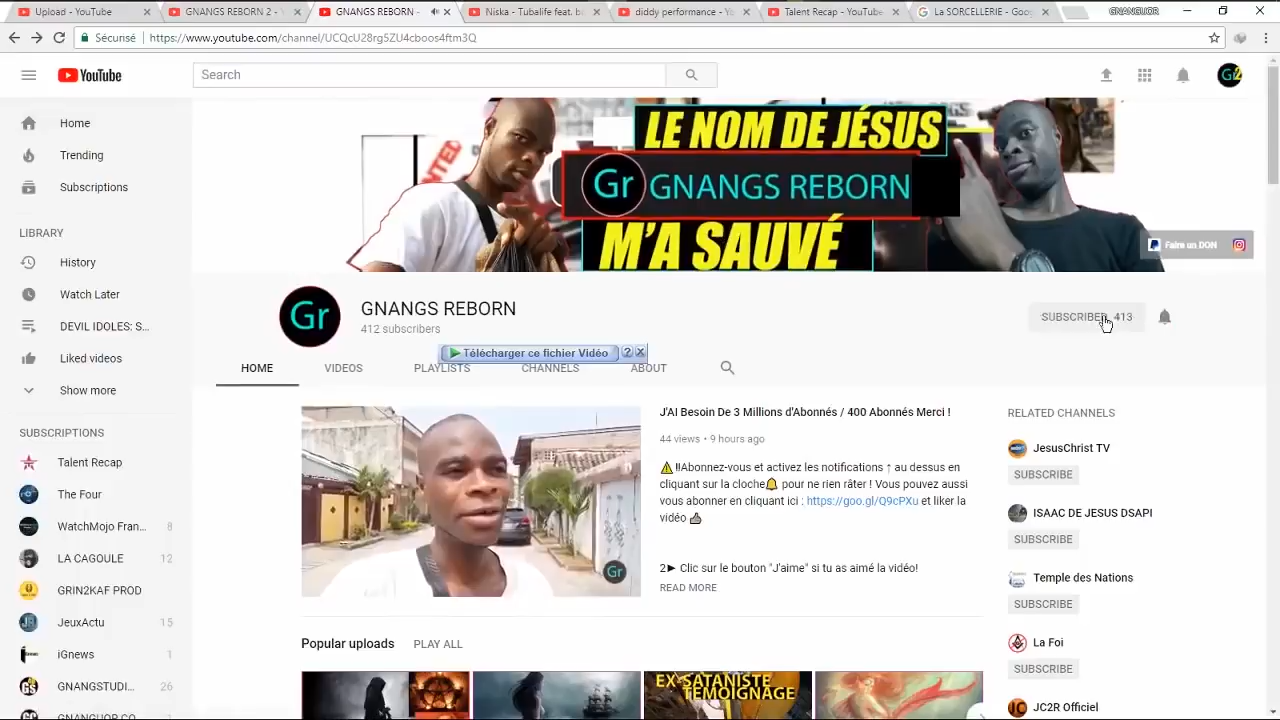 Upload - YouTube
GNANGS REBORN 2 - Y
GNANGS REBORN -
Niska - Tubalife feat. b
diddy performance - Yo
Talent Recap - YouTube
La SORCELLERIE - Goog
GNANGUOR
Sécurisé
https://www.youtube.com/channel/UCQcU28rg5ZU4cboos4ftm3Q
YouTube
Search
Gr2
Home
Trending
Subscriptions
LIBRARY
History
Watch Later
DEVIL IDOLES: S...
Liked videos
Show more
SUBSCRIPTIONS
Talent Recap
The Four
WatchMojo Fran... 8
LA CAGOULE 12
GRIN2KAF PROD
JeuxActu 15
iGnews 1
GNANGSTUDI... 26
GNANGUOR CO
LE NOM DE JÉSUS
Gr GNANGS REBORN
M'A SAUVÉ
Faire un DON
Gr
GNANGS REBORN
412 subscribers
SUBSCRIBED 413
Télécharger ce fichier Vidéo ? X
HOME VIDEOS PLAYLISTS CHANNELS ABOUT
Gr
J'AI Besoin De 3 Millions d'Abonnés / 400 Abonnés Merci !
44 views • 9 hours ago
⚠‼Abonnez-vous et activez les notifications ↑ au dessus en
cliquant sur la cloche🔔 pour ne rien râter ! Vous pouvez aussi
vous abonner en cliquant ici : https://goo.gl/Q9cPXu et liker la
vidéo 👍
2► Clic sur le bouton "J'aime" si tu as aimé la vidéo!
READ MORE
Popular uploads PLAY ALL
EX-SATANISTE
TÉMOIGNAGE
RELATED CHANNELS
JesusChrist TV
SUBSCRIBE
ISAAC DE JESUS DSAPI
SUBSCRIBE
Temple des Nations
SUBSCRIBE
La Foi
SUBSCRIBE
JC2R Officiel